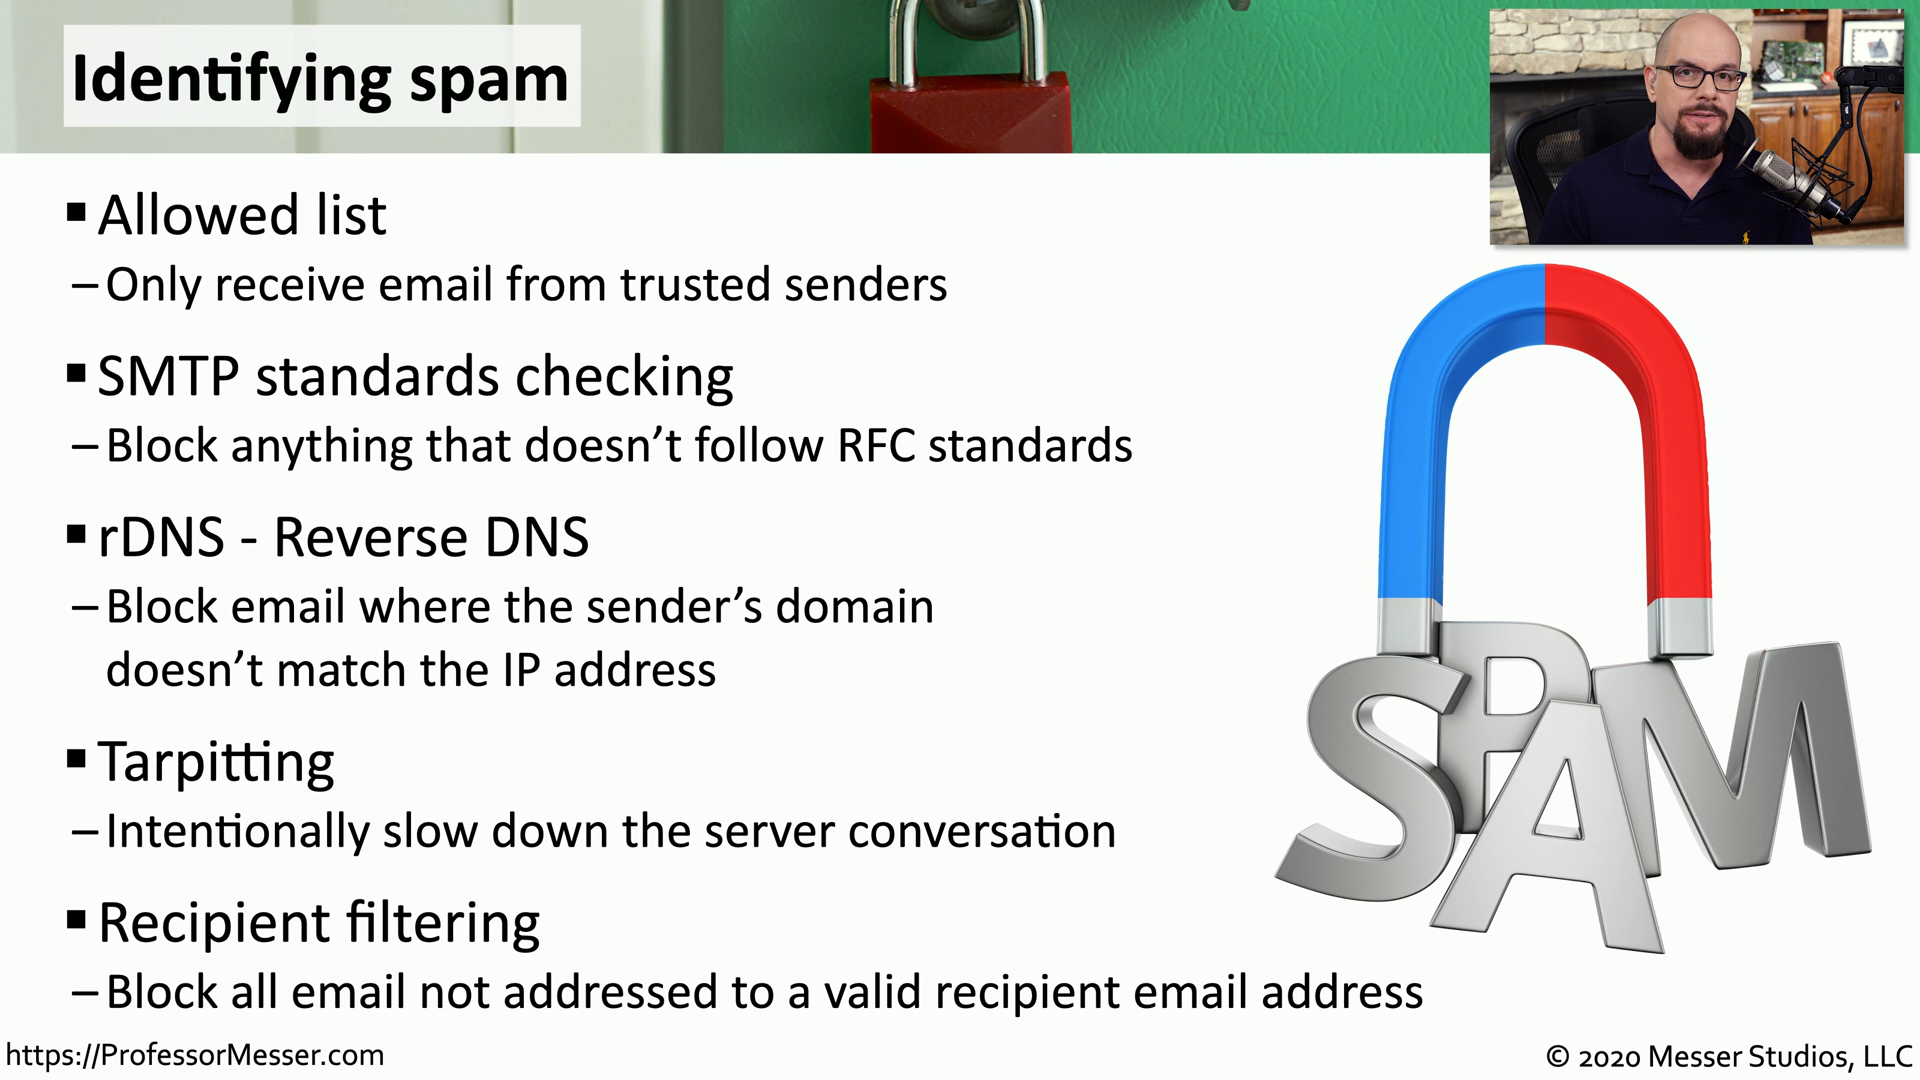 Identifying spam
▪ Allowed list
– Only receive email from trusted senders
▪ SMTP standards checking
– Block anything that doesn’t follow RFC standards
▪ rDNS - Reverse DNS
– Block email where the sender’s domain
doesn’t match the IP address
▪ Tarpitting
– Intentionally slow down the server conversation
▪ Recipient filtering
– Block all email not addressed to a valid recipient email address
SPAM
https://ProfessorMesser.com
© 2020 Messer Studios, LLC